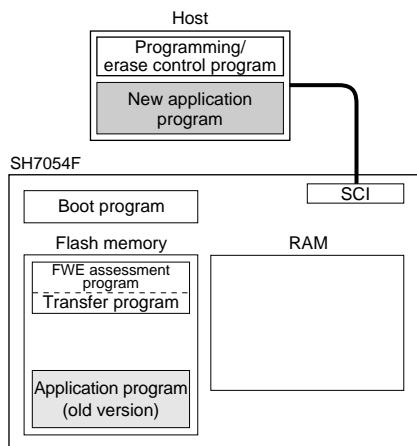 Host
Programming/
erase control program
New application
program
SH7054F
SCI
Boot program
Flash memory
RAM
FWE assessment
program
Transfer program
Application program
(old version)